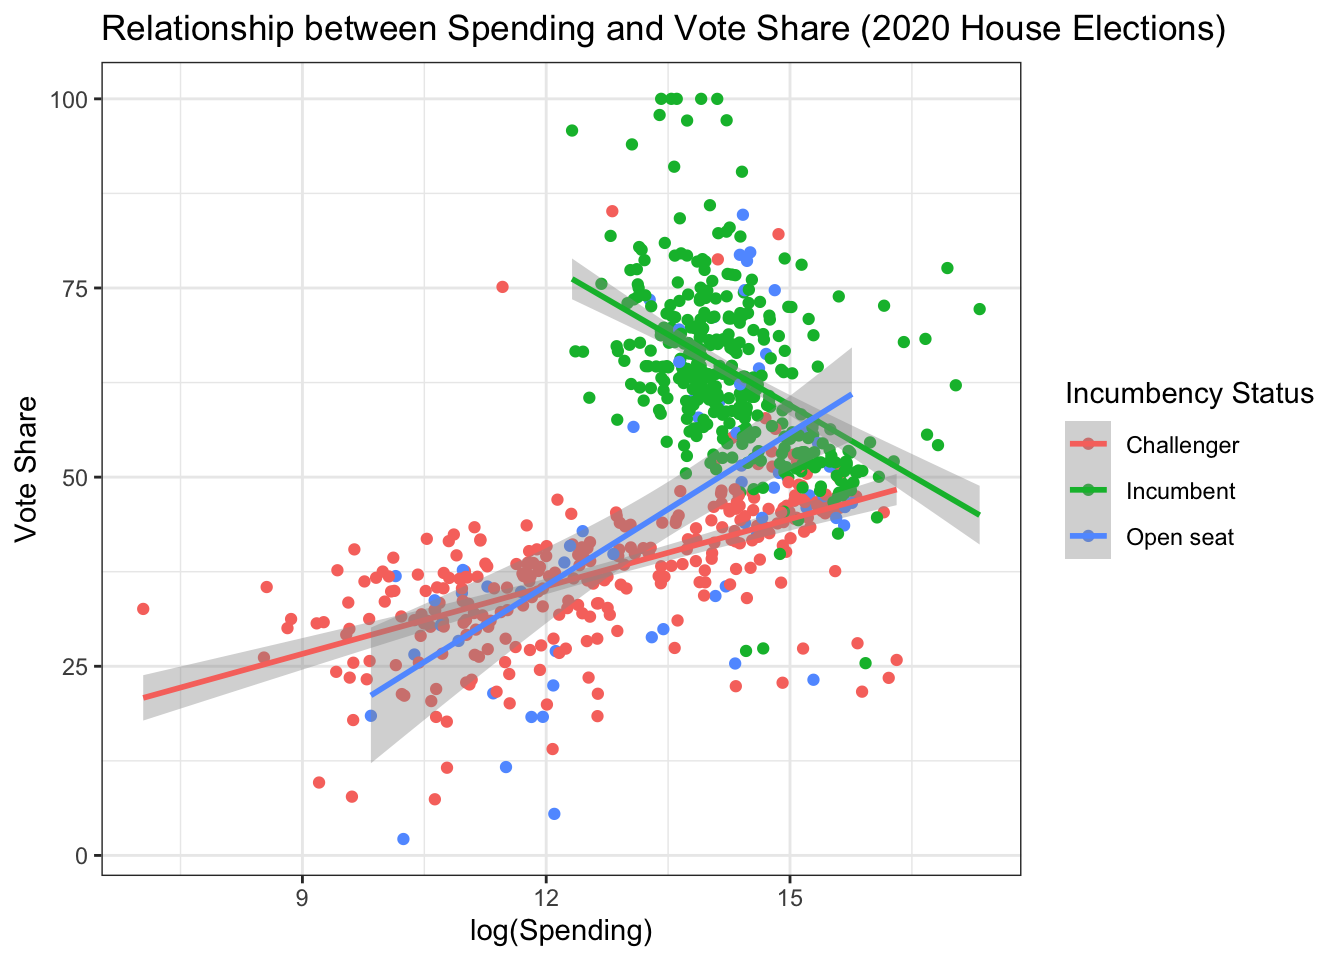 Relationship between Spending and Vote Share (2020 House Elections)
100
75
50
25
0
Vote Share
9
12
15
log(Spending)
Incumbency Status
Challenger
Incumbent
Open seat